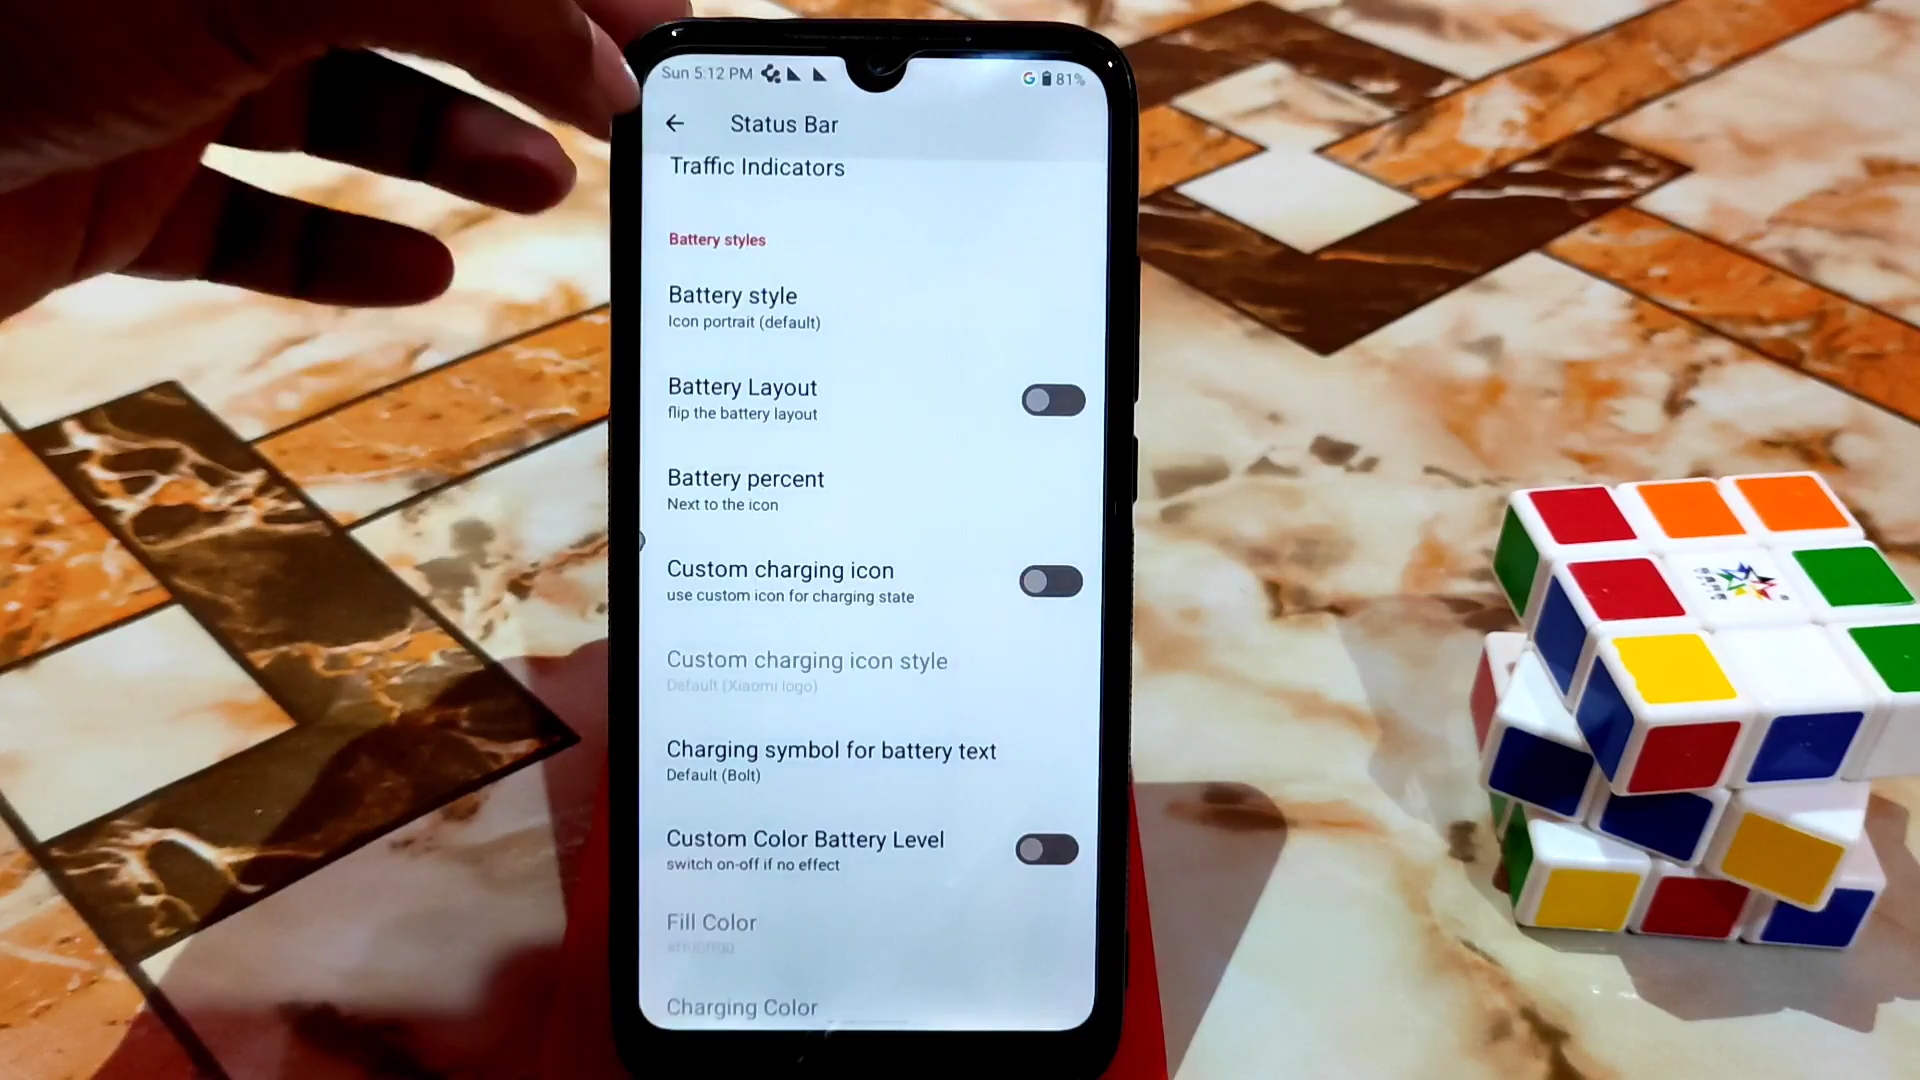 Sun 5:12 PM
G 81%
Status Bar
Traffic Indicators
Battery styles
Battery style
Icon portrait (default)
Battery Layout
flip the battery layout
Battery percent
Next to the icon
Custom charging icon
use custom icon for charging state
Custom charging icon style
Default (Xiaomi logo)
Charging symbol for battery text
Default (Bolt)
Custom Color Battery Level
switch on-off if no effect
Fill Color
Charging Color